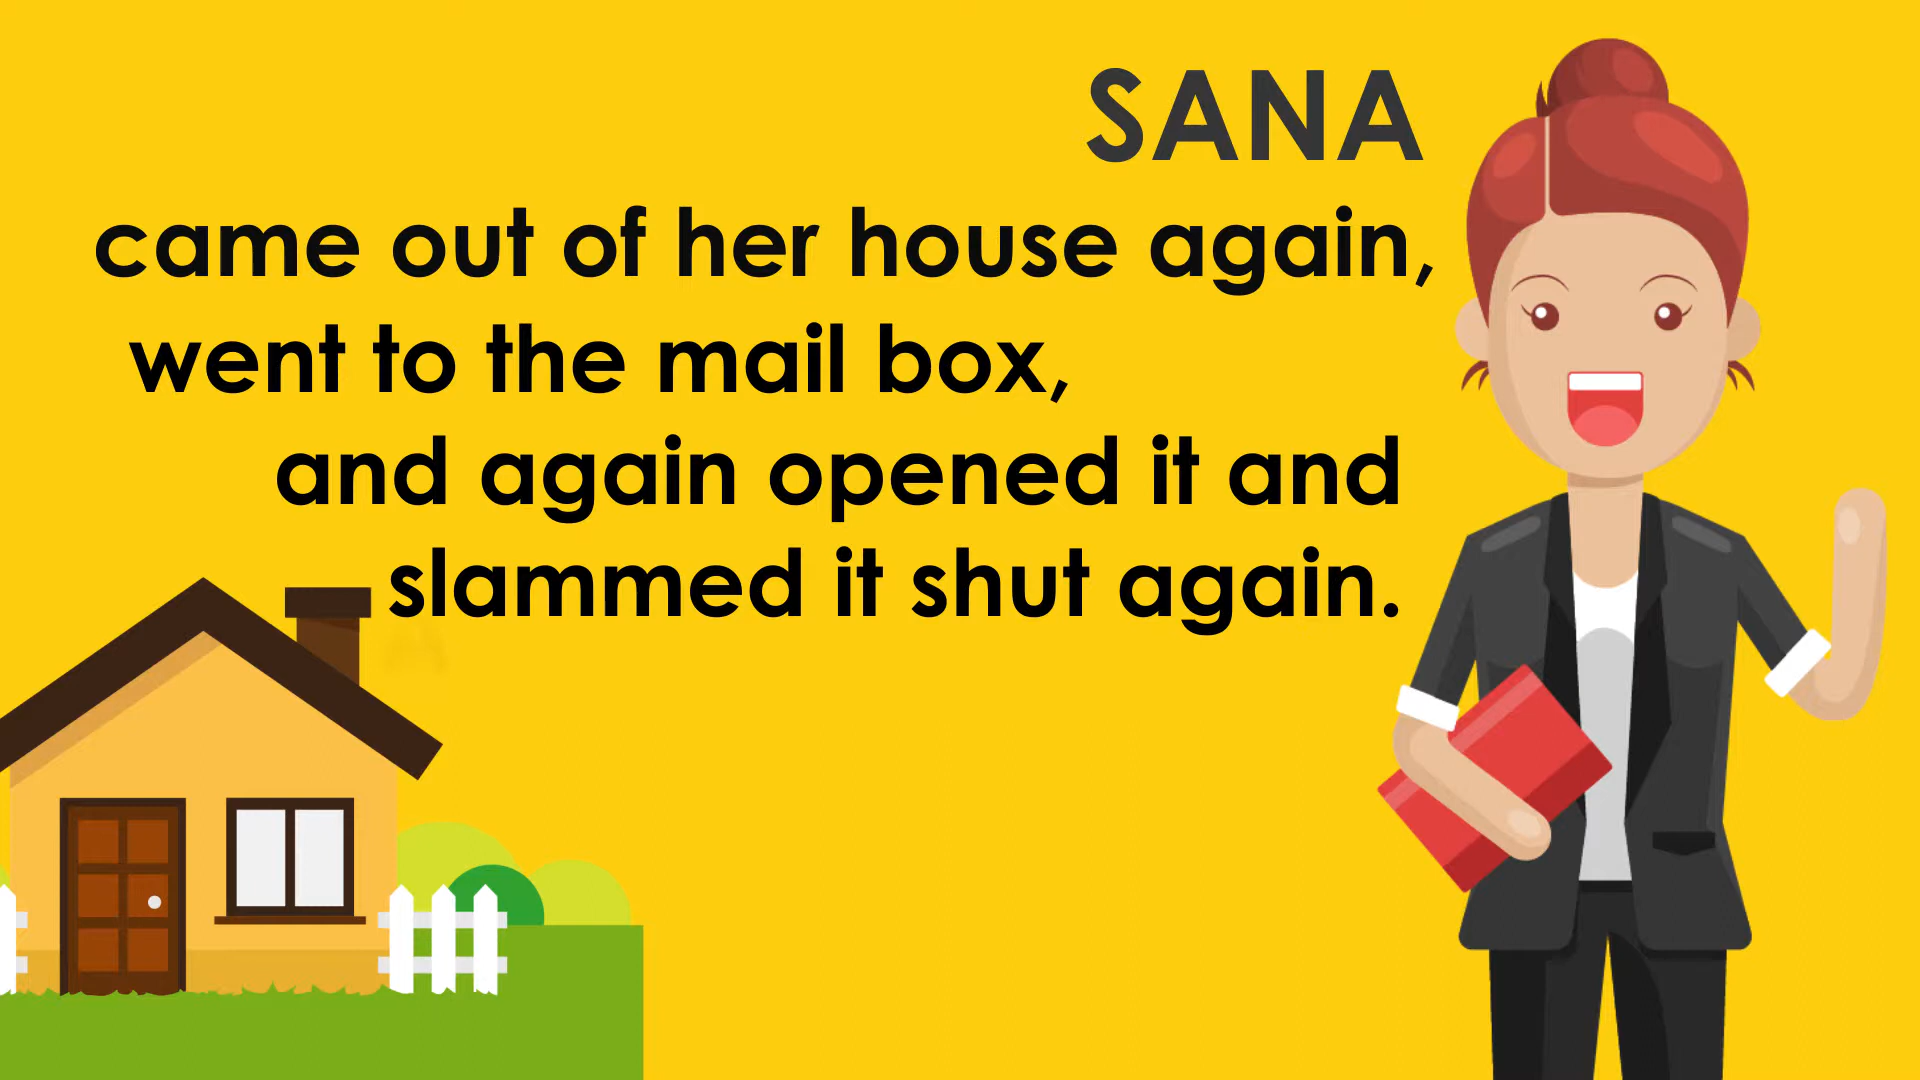 SANA
came out of her house again,
went to the mail box,
and again opened it and
slammed it shut again.